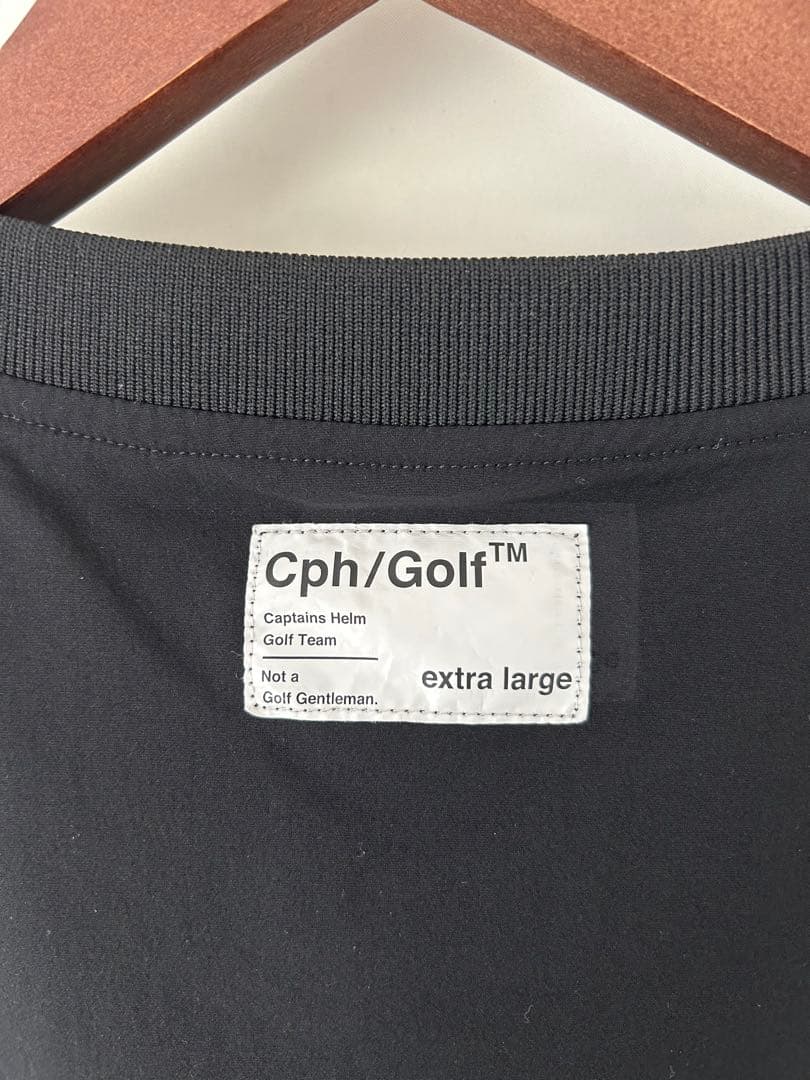 Cph/Golf™
Captains Helm
Golf Team
Not a
Golf Gentleman.
extra large